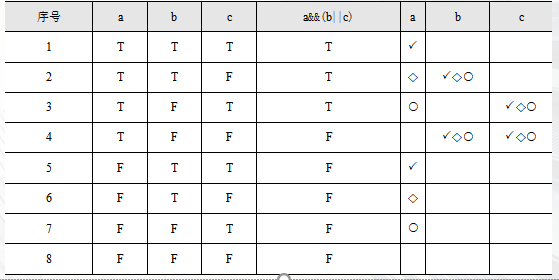 序号 a b c a&&(b||c) a b c
1 T T T T ✓
2 T T F T ◇ ✓◇○
3 T F T T ○ ✓◇○
4 T F F F ✓◇○ ✓◇○
5 F T T F ✓
6 F T F F ◇
7 F F T F ○
8 F F F F